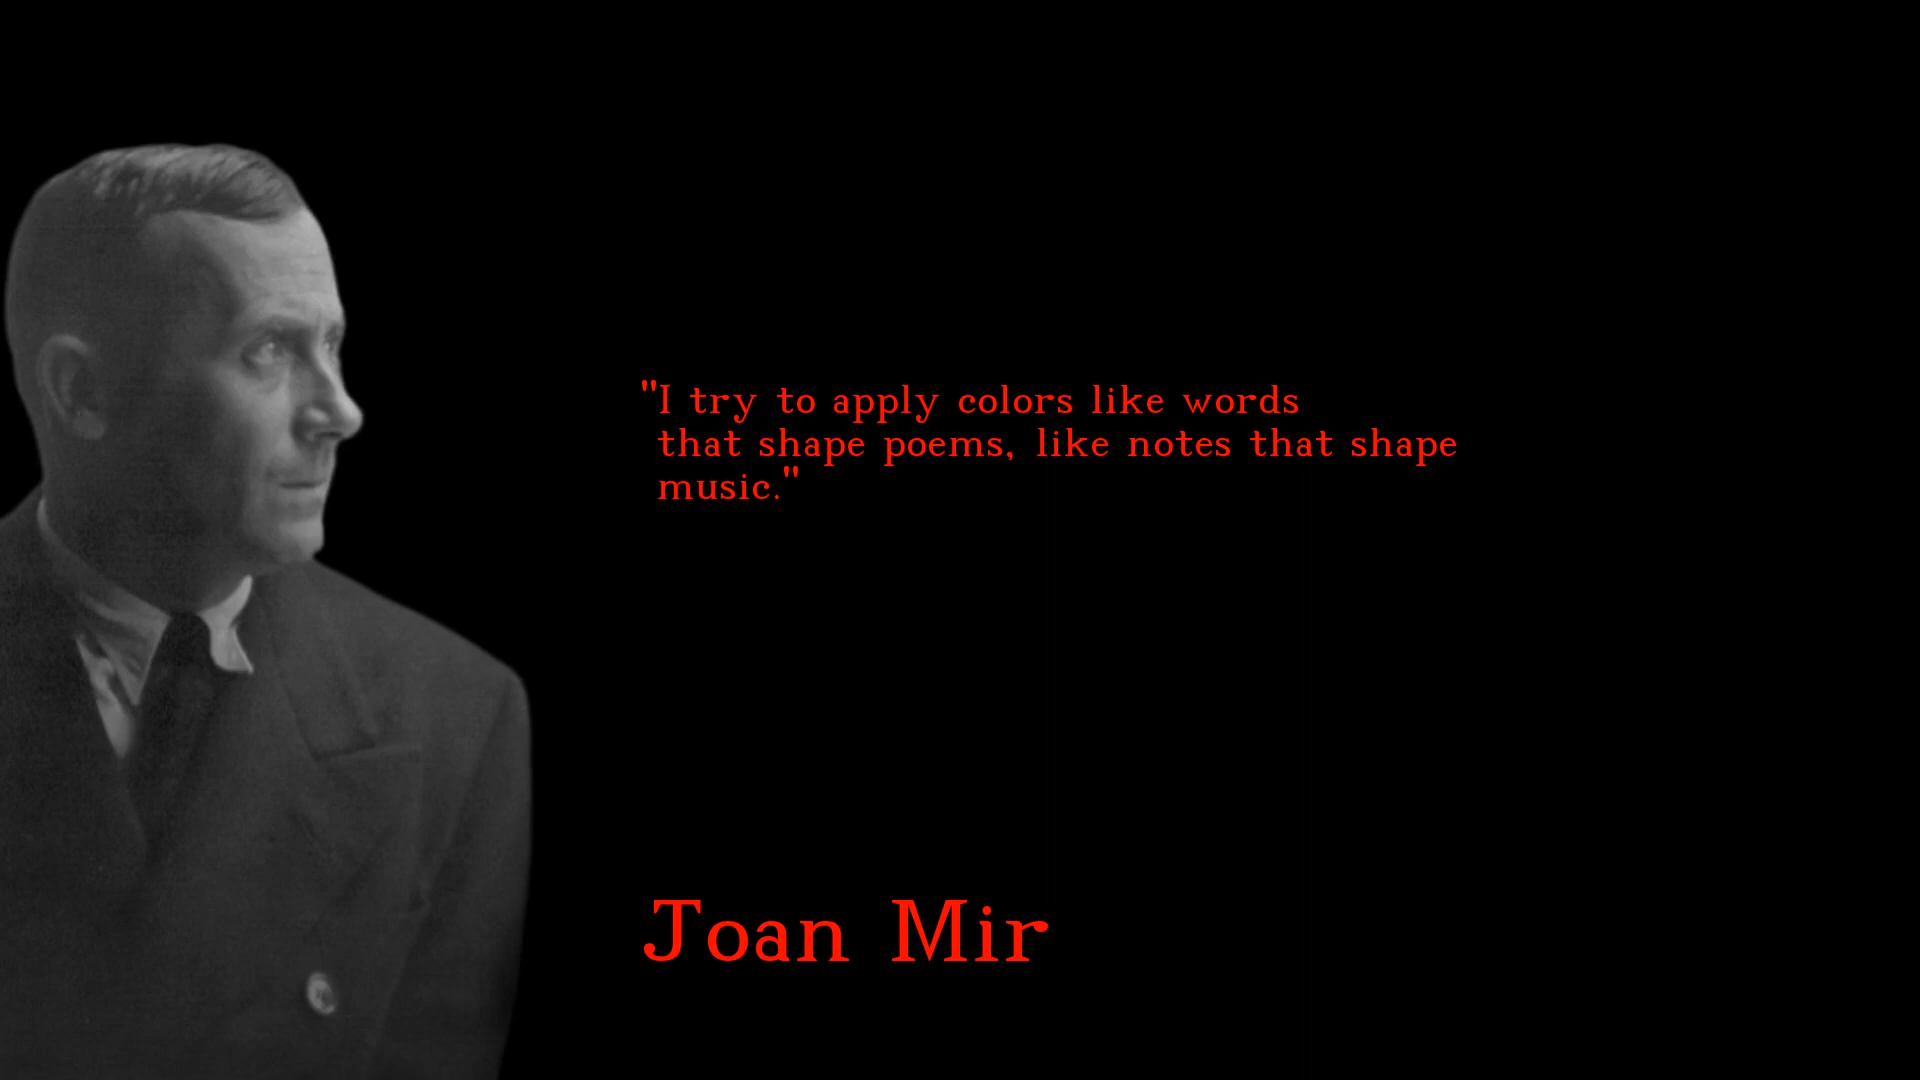 "I try to apply colors like words
that shape poems, like notes that shape
music."
Joan Mir